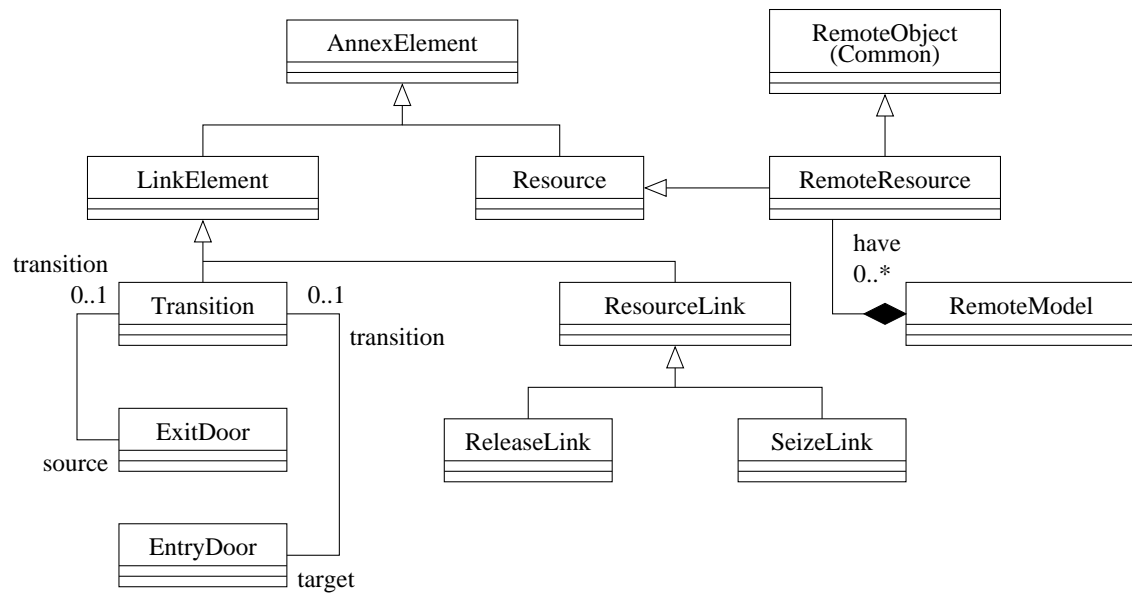 AnnexElement
RemoteObject
(Common)
LinkElement
Resource
RemoteResource
transition
have
0..1
0..1
0..*
Transition
ResourceLink
RemoteModel
transition
ExitDoor
ReleaseLink
SeizeLink
source
EntryDoor
target